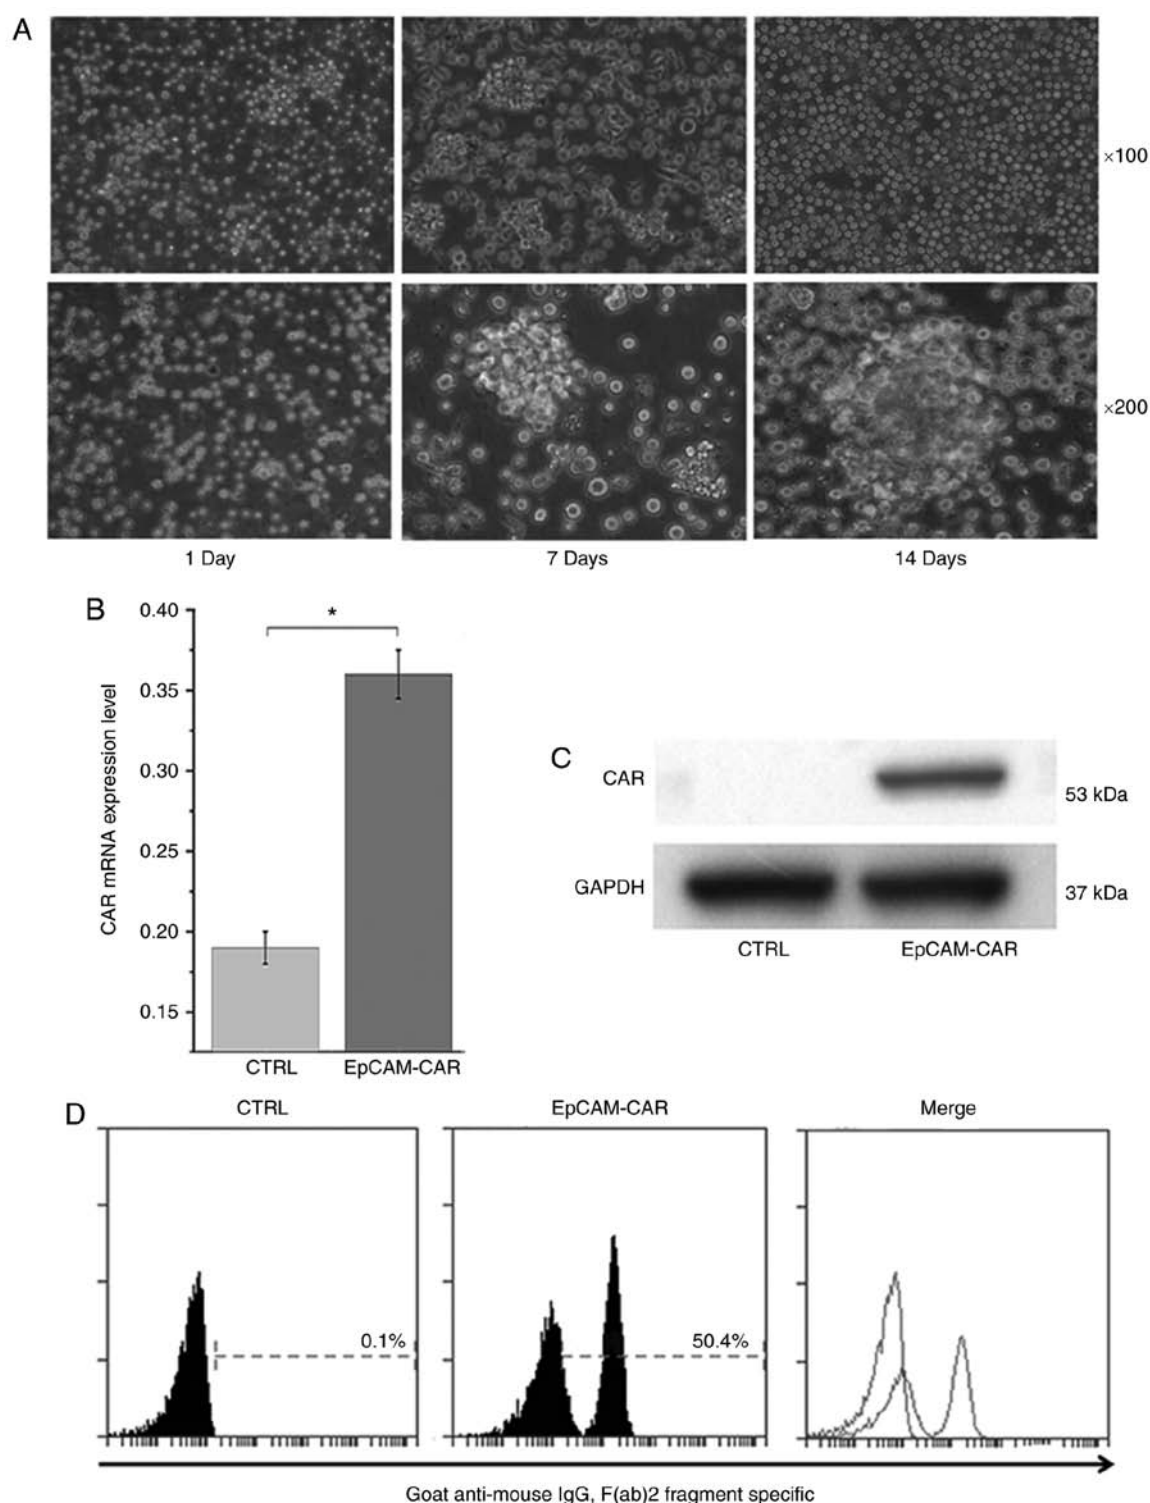 A
×100
×200
1 Day
7 Days
14 Days
B
0.40
*
0.35
0.30
0.25
0.20
0.15
CAR mRNA expression level
CTRL
EpCAM-CAR
C
CAR
53 kDa
GAPDH
37 kDa
CTRL
EpCAM-CAR
D
CTRL
EpCAM-CAR
Merge
0.1%
50.4%
Goat anti-mouse IgG, F(ab)2 fragment specific